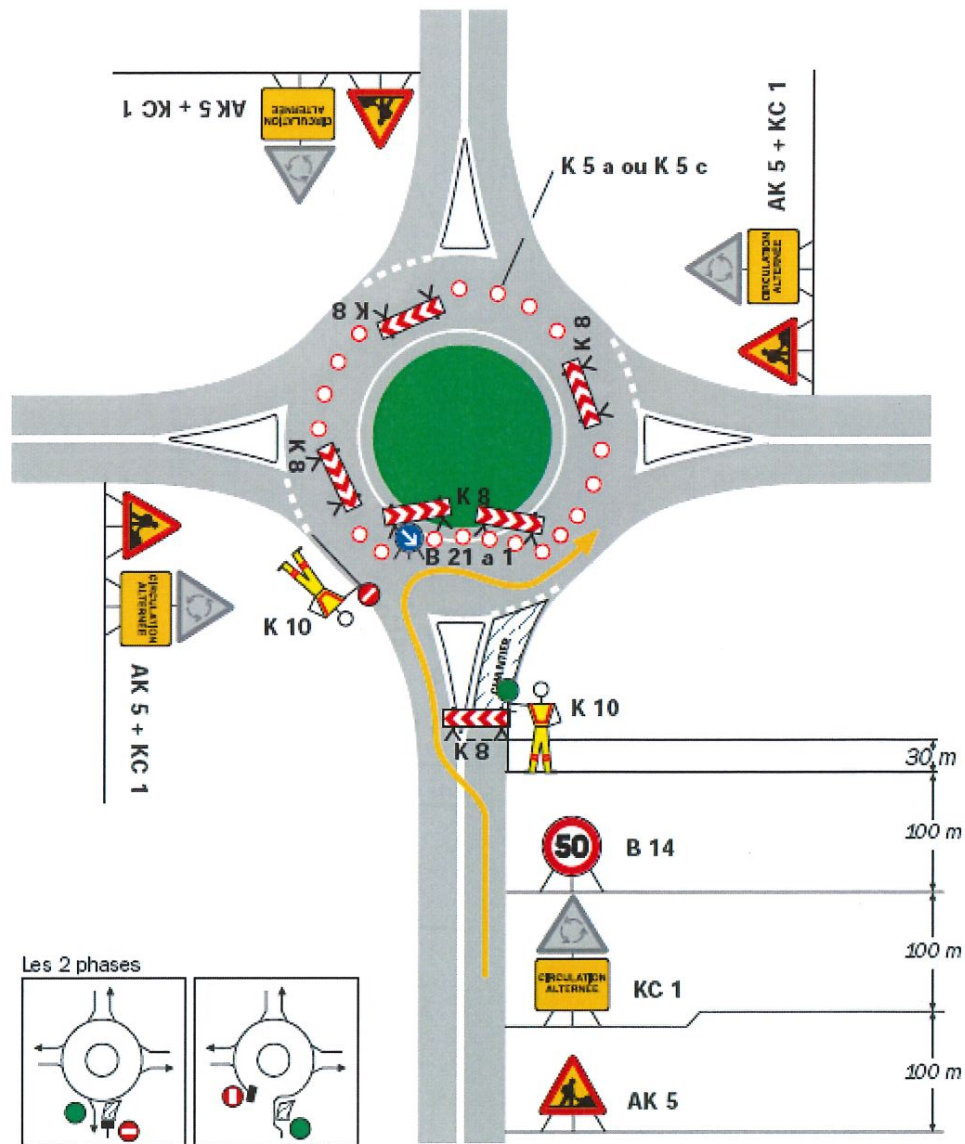 AK 5 + KC 1
CIRCULATION
ALTERNÉE
K 5 a ou K 5 c
AK 5 + KC 1
CIRCULATION
ALTERNÉE
K 8
K 8
K 8
K 8
B 21 a 1
K 10
CIRCULATION
ALTERNÉE
AK 5 + KC 1
CHANTIER
K 10
K 8
30 m
100 m
50
B 14
100 m
CIRCULATION
ALTERNÉE
KC 1
100 m
AK 5
Les 2 phases